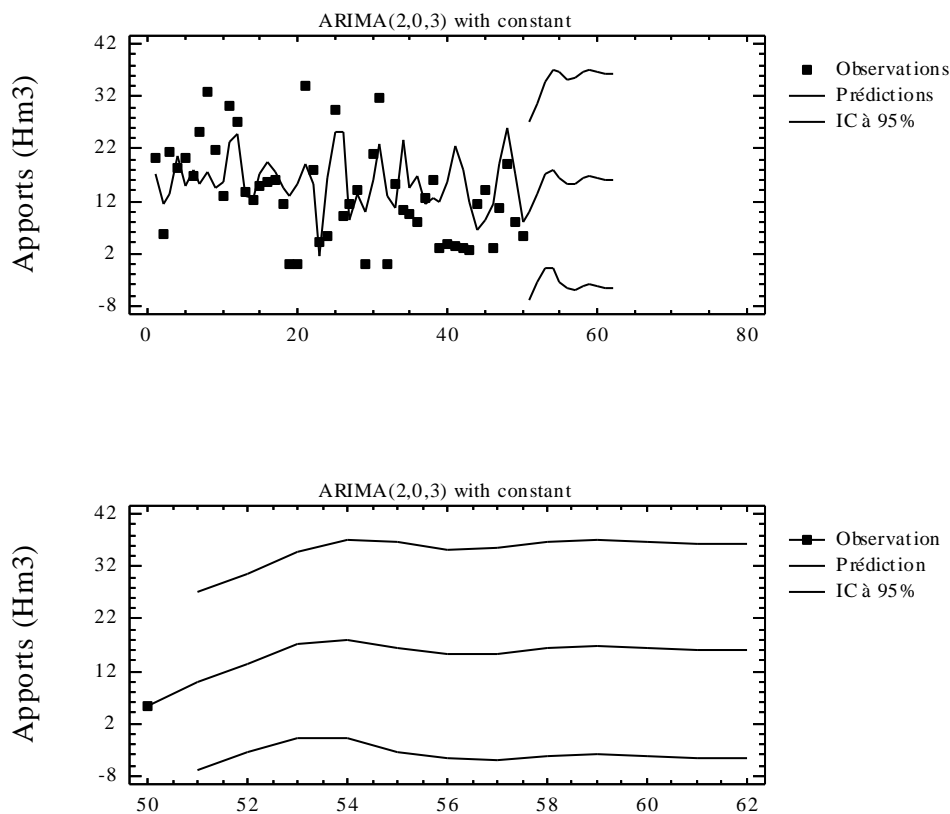 ARIMA(2,0,3) with constant
Apports (Hm3)
42
32
22
12
2
-8
0 20 40 60 80
Observations
Prédictions
IC à 95%
ARIMA(2,0,3) with constant
Apports (Hm3)
42
32
22
12
2
-8
50 52 54 56 58 60 62
Observation
Prédiction
IC à 95%